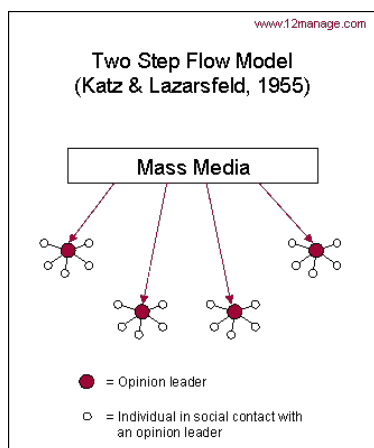 www.12manage.com
Two Step Flow Model
(Katz & Lazarsfeld, 1955)
Mass Media
= Opinion leader
= Individual in social contact with
an opinion leader